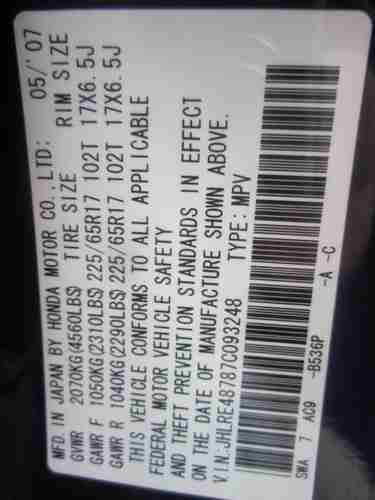 MFD. IN JAPAN BY HONDA MOTOR CO., LTD: 05/'07
GVWR 2070KG(4560LBS) TIRE SIZE RIM SIZE
GAWR F 1050KG(2310LBS) 225/65R17 102T 17X6.5J
GAWR R 1040KG(2290LBS) 225/65R17 102T 17X6.5J
THIS VEHICLE CONFORMS TO ALL APPLICABLE
FEDERAL MOTOR VEHICLE SAFETY
AND THEFT PREVENTION STANDARDS IN EFFECT
ON THE DATE OF MANUFACTURE SHOWN ABOVE.
V.I.N:JHLRE48787C093248 TYPE: MPV
SWA 7 AC9 -B536P -A -C